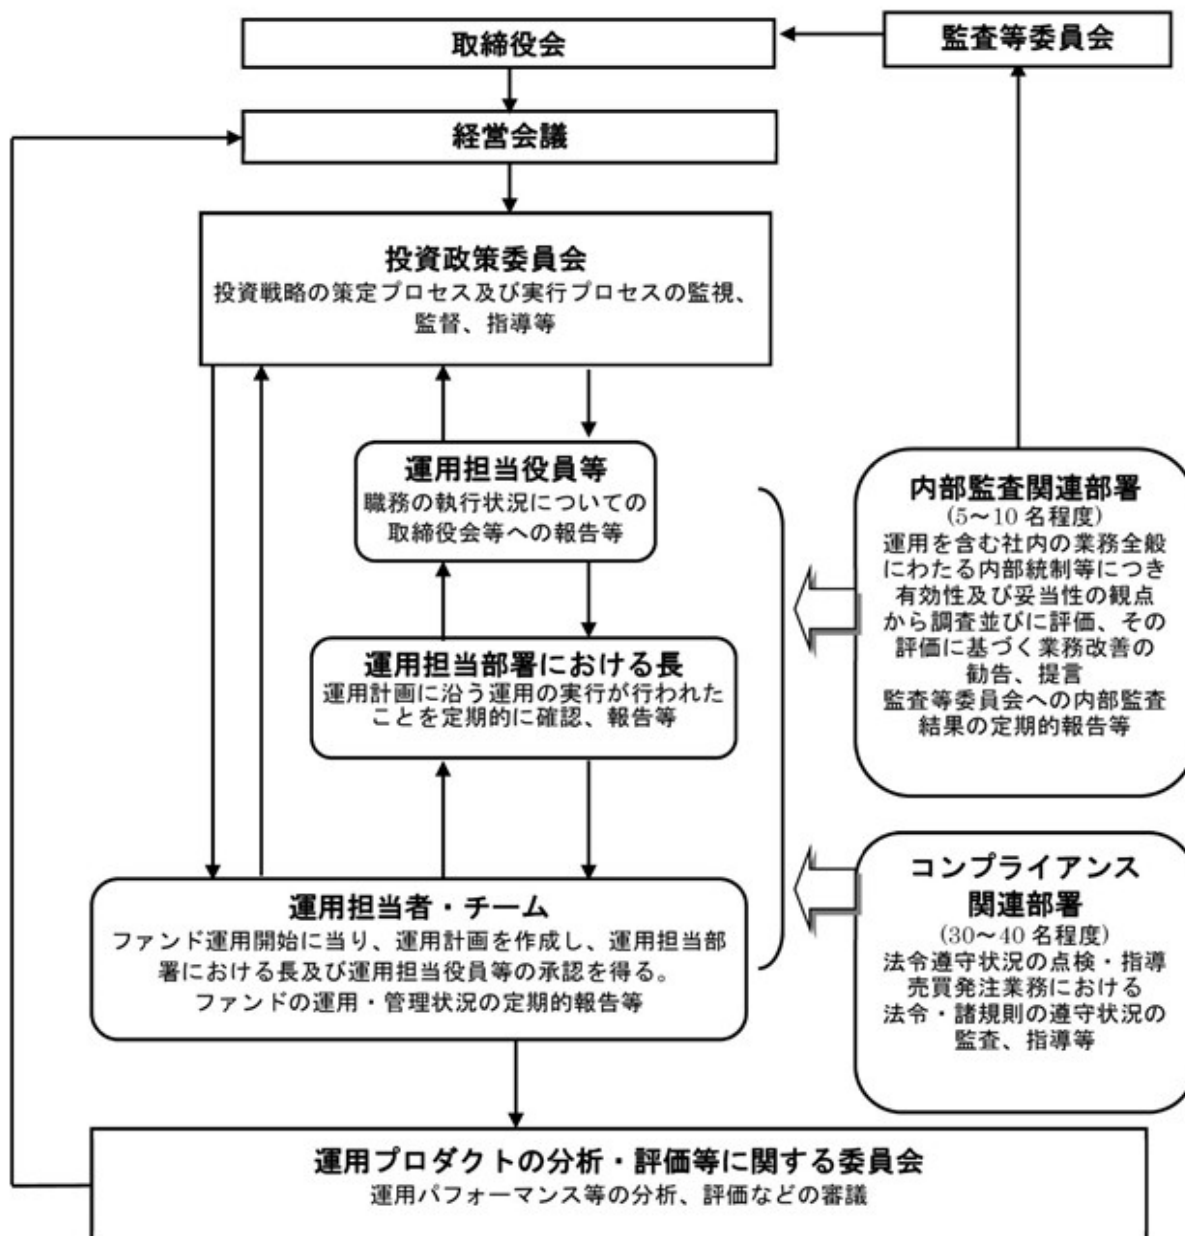 取締役会
監査等委員会
経営会議
投資政策委員会
投資戦略の策定プロセス及び実行プロセスの監視、
監督、指導等
運用担当役員等
職務の執行状況についての
取締役会等への報告等
運用担当部署における長
運用計画に沿う運用の実行が行われた
ことを定期的に確認、報告等
運用担当者・チーム
ファンド運用開始に当り、運用計画を作成し、運用担当部
署における長及び運用担当役員等の承認を得る。
ファンドの運用・管理状況の定期的報告等
内部監査関連部署
(5～10 名程度)
運用を含む社内の業務全般
にわたる内部統制等につき
有効性及び妥当性の観点
から調査並びに評価、その
評価に基づく業務改善の
勧告、提言
監査等委員会への内部監査
結果の定期的報告等
コンプライアンス
関連部署
(30～40 名程度)
法令遵守状況の点検・指導
売買発注業務における
法令・諸規則の遵守状況の
監査、指導等
運用プロダクトの分析・評価等に関する委員会
運用パフォーマンス等の分析、評価などの審議